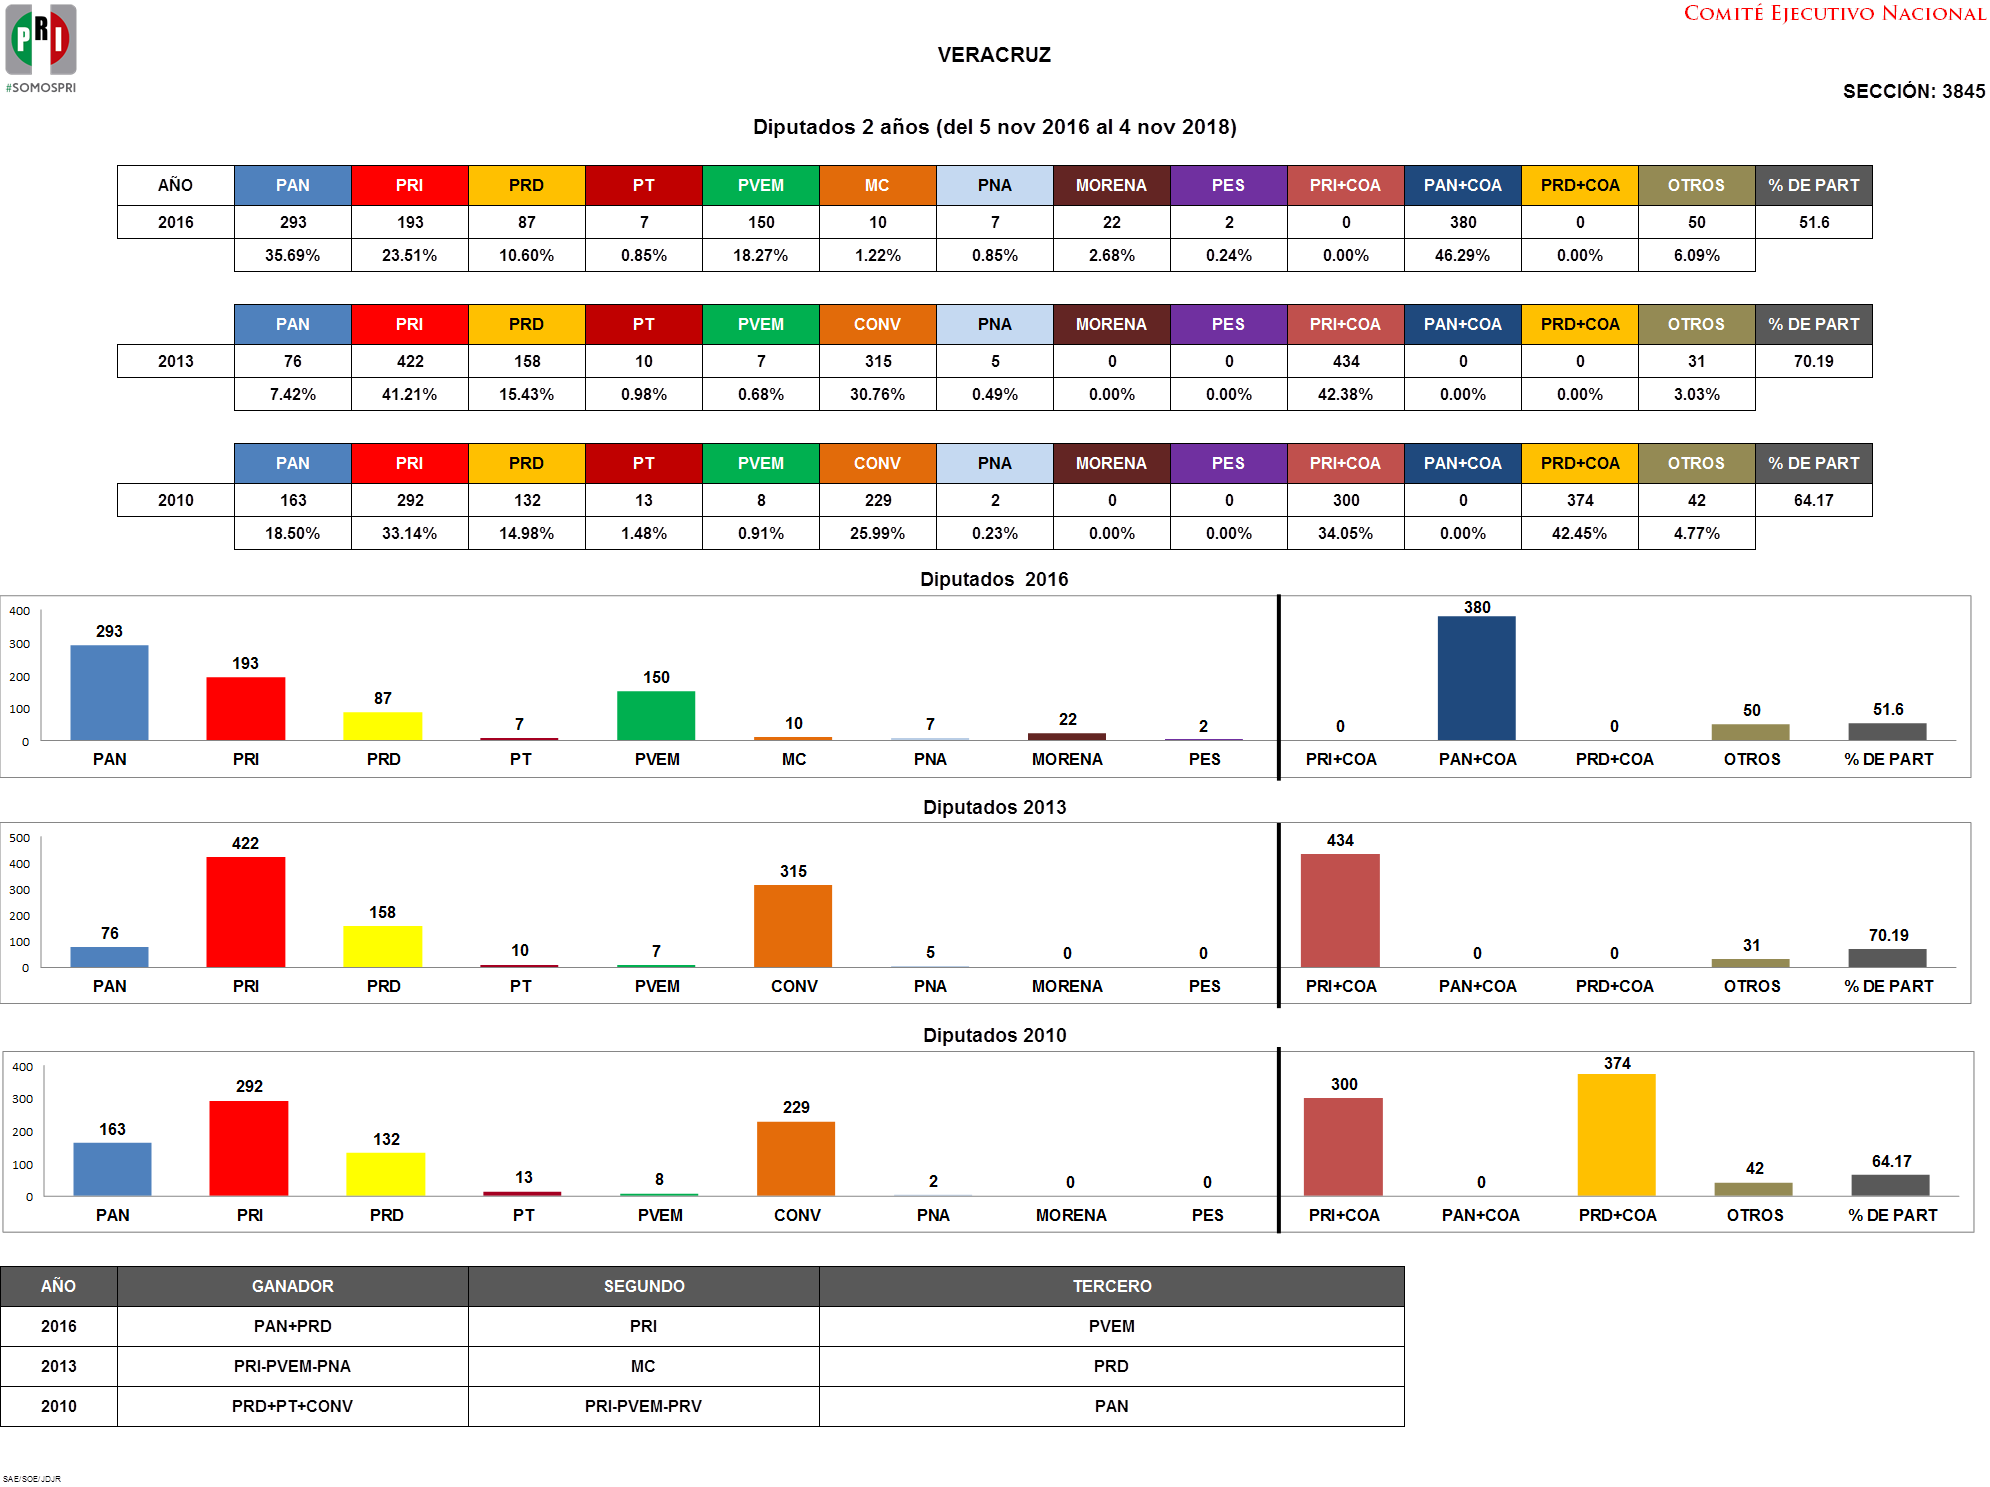 PRI
#SOMOSPRI
COMITÉ EJECUTIVO NACIONAL
VERACRUZ
SECCIÓN: 3845
Diputados 2 años (del 5 nov 2016 al 4 nov 2018)
AÑO PAN PRI PRD PT PVEM MC PNA MORENA PES PRI+COA PAN+COA PRD+COA OTROS % DE PART
2016 293 193 87 7 150 10 7 22 2 0 380 0 50 51.6
35.69% 23.51% 10.60% 0.85% 18.27% 1.22% 0.85% 2.68% 0.24% 0.00% 46.29% 0.00% 6.09%
PAN PRI PRD PT PVEM CONV PNA MORENA PES PRI+COA PAN+COA PRD+COA OTROS % DE PART
2013 76 422 158 10 7 315 5 0 0 434 0 0 31 70.19
7.42% 41.21% 15.43% 0.98% 0.68% 30.76% 0.49% 0.00% 0.00% 42.38% 0.00% 0.00% 3.03%
PAN PRI PRD PT PVEM CONV PNA MORENA PES PRI+COA PAN+COA PRD+COA OTROS % DE PART
2010 163 292 132 13 8 229 2 0 0 300 0 374 42 64.17
18.50% 33.14% 14.98% 1.48% 0.91% 25.99% 0.23% 0.00% 0.00% 34.05% 0.00% 42.45% 4.77%
Diputados 2016
400
300
200
100
0
293 193 87 7 150 10 7 22 2 0 380 0 50 51.6
PAN PRI PRD PT PVEM MC PNA MORENA PES PRI+COA PAN+COA PRD+COA OTROS % DE PART
Diputados 2013
500
400
300
200
100
0
76 422 158 10 7 315 5 0 0 434 0 0 31 70.19
PAN PRI PRD PT PVEM CONV PNA MORENA PES PRI+COA PAN+COA PRD+COA OTROS % DE PART
Diputados 2010
400
300
200
100
0
163 292 132 13 8 229 2 0 0 300 0 374 42 64.17
PAN PRI PRD PT PVEM CONV PNA MORENA PES PRI+COA PAN+COA PRD+COA OTROS % DE PART
AÑO GANADOR SEGUNDO TERCERO
2016 PAN+PRD PRI PVEM
2013 PRI-PVEM-PNA MC PRD
2010 PRD+PT+CONV PRI-PVEM-PRV PAN
SAE/SOE/JDJR